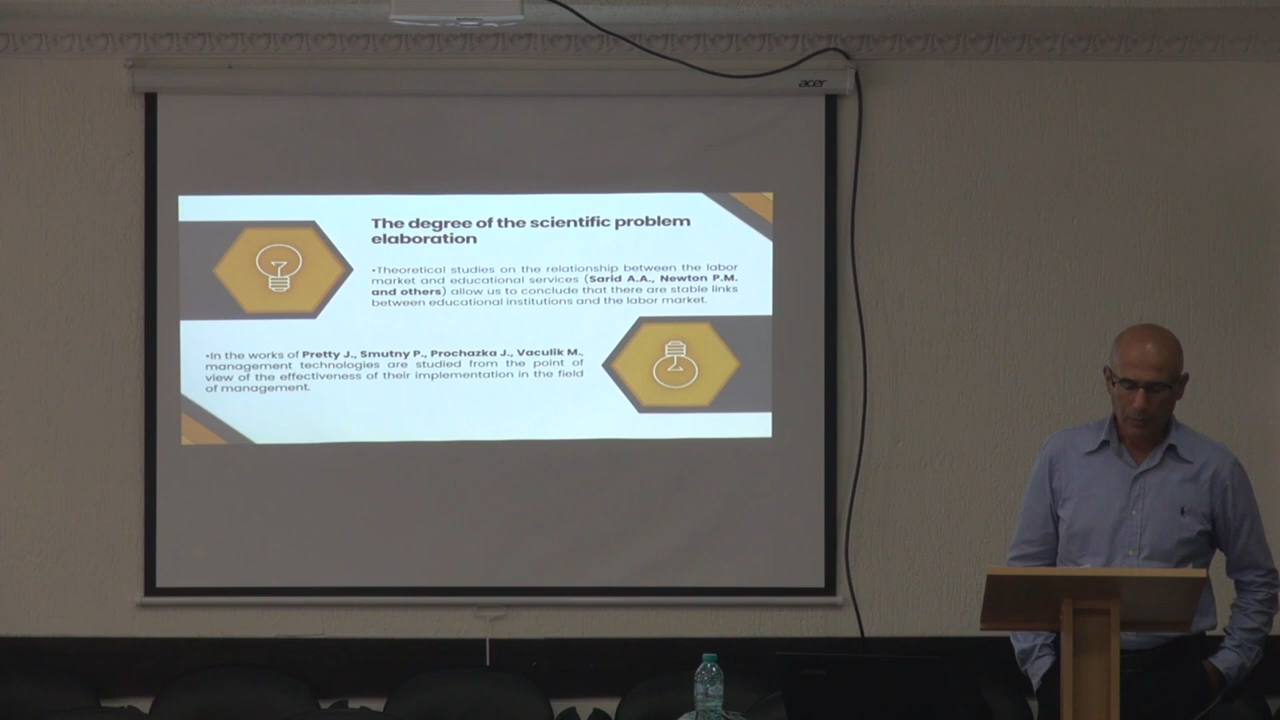 acer
The degree of the scientific problem
elaboration
•Theoretical studies on the relationship between the labor
market and educational services (Sarid A.A., Newton P.M.
and others) allow us to conclude that there are stable links
between educational institutions and the labor market.
•In the works of Pretty J., Smutny P., Prochazka J., Vaculik M.,
management technologies are studied from the point of
view of the effectiveness of their implementation in the field
of management.